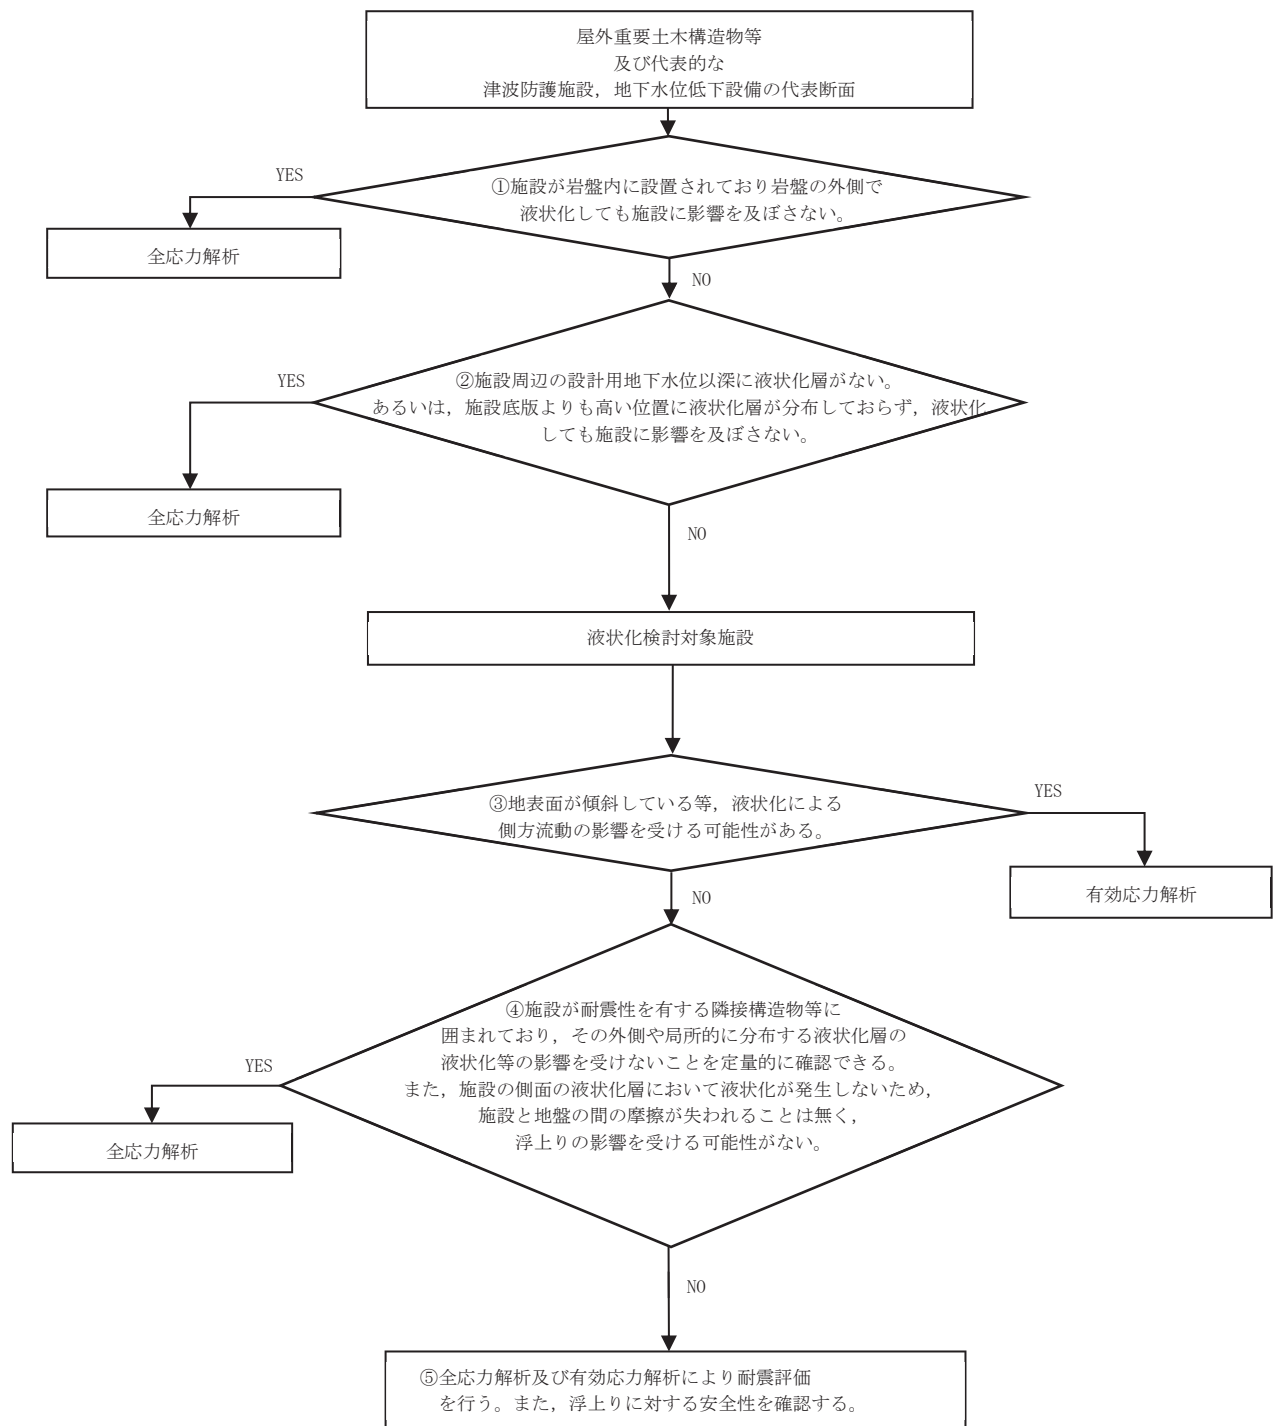 屋外重要土木構造物等
及び代表的な
津波防護施設，地下水位低下設備の代表断面
YES
①施設が岩盤内に設置されており岩盤の外側で
液状化しても施設に影響を及ぼさない。
全応力解析
NO
YES
②施設周辺の設計用地下水位以深に液状化層がない。
あるいは，施設底版よりも高い位置に液状化層が分布しておらず，液状化
しても施設に影響を及ぼさない。
全応力解析
NO
液状化検討対象施設
YES
③地表面が傾斜している等，液状化による
側方流動の影響を受ける可能性がある。
有効応力解析
NO
④施設が耐震性を有する隣接構造物等に
囲まれており，その外側や局所的に分布する液状化層の
液状化等の影響を受けないことを定量的に確認できる。
YES
また，施設の側面の液状化層において液状化が発生しないため，
施設と地盤の間の摩擦が失われることは無く，
浮上りの影響を受ける可能性がない。
全応力解析
NO
⑤全応力解析及び有効応力解析により耐震評価
を行う。また，浮上りに対する安全性を確認する。